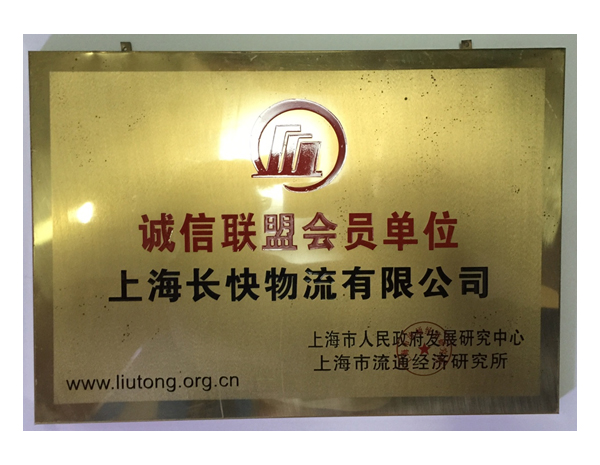 诚信联盟会员单位
上海长快物流有限公司
上海市人民政府发展研究中心
上海市流通经济研究所
www.liutong.org.cn